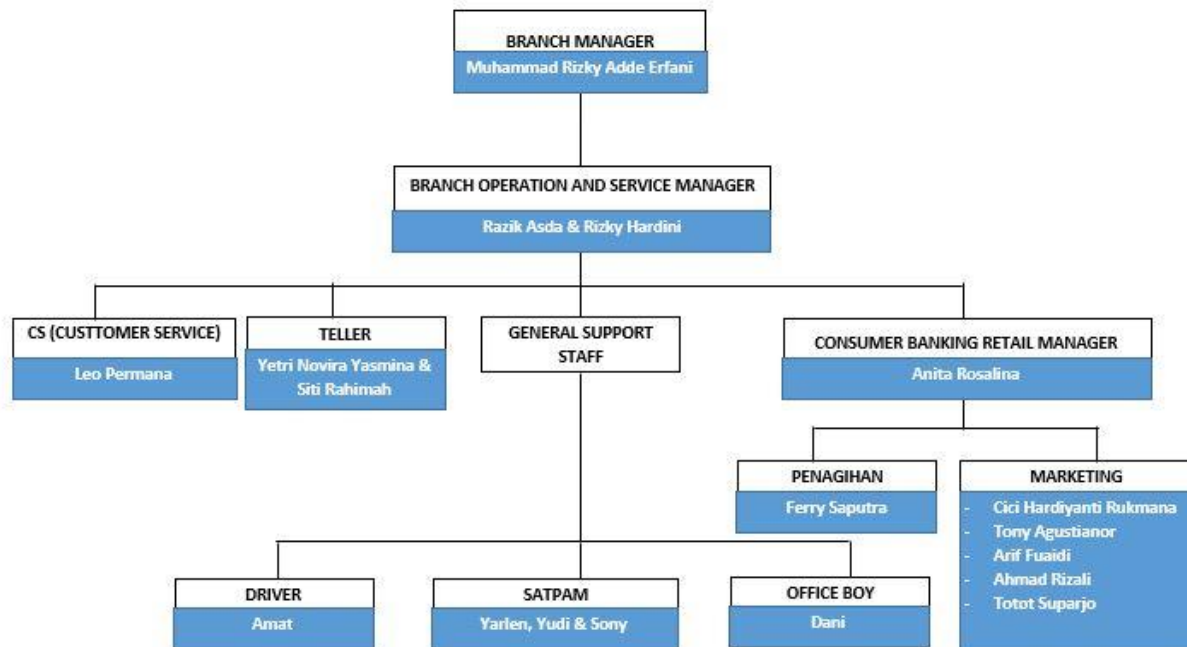 BRANCH MANAGER
Muhammad Rizky Adde Erfani
BRANCH OPERATION AND SERVICE MANAGER
Razik Asda & Rizky Hardini
CS (CUSTTOMER SERVICE)
Leo Permana
TELLER
Yetri Novira Yasmina &
Siti Rahimah
GENERAL SUPPORT
STAFF
CONSUMER BANKING RETAIL MANAGER
Anita Rosalina
PENAGIHAN
Ferry Saputra
MARKETING
- Cici Hardiyanti Rukmana
- Tony Agustianor
- Arif Fuaidi
- Ahmad Rizali
- Totot Suparjo
DRIVER
Amat
SATPAM
Yarlen, Yudi & Sony
OFFICE BOY
Dani